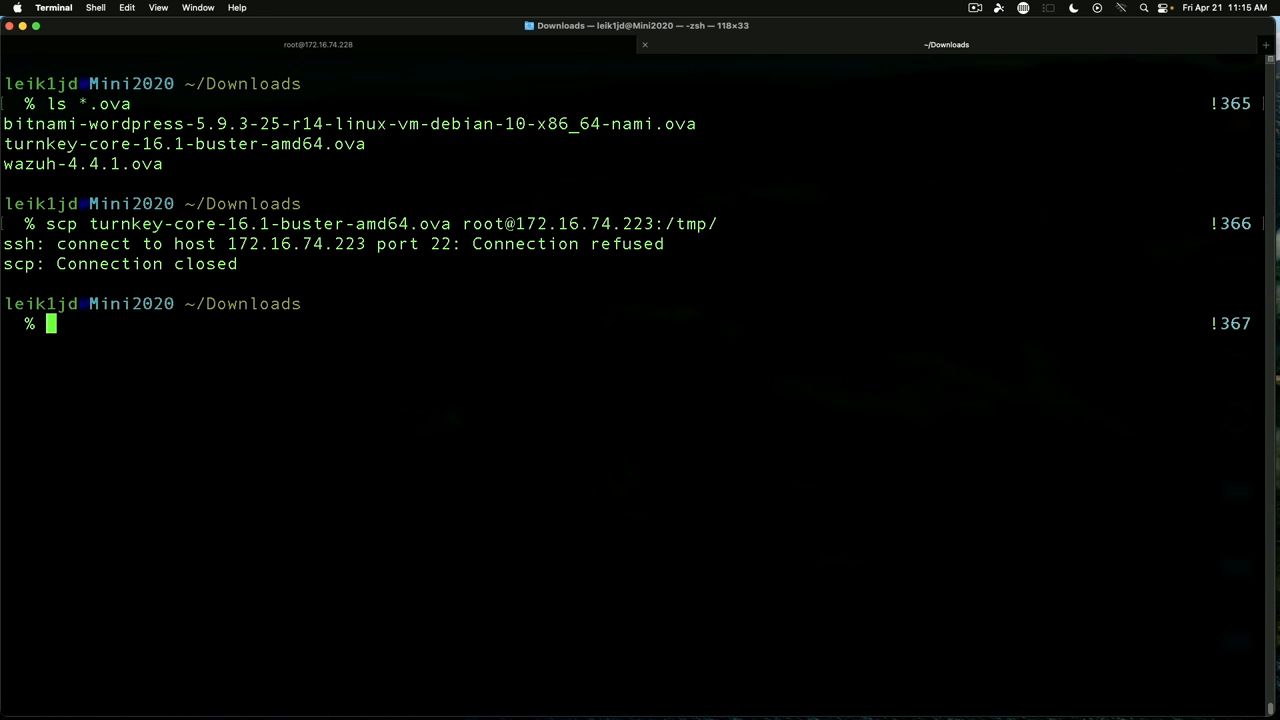 Terminal Shell Edit View Window Help Fri Apr 21 11:15 AM
Downloads — leik1jd@Mini2020 — -zsh — 118×33
root@172.16.74.228 ~/Downloads
leik1jd Mini2020 ~/Downloads
% ls *.ova !365
bitnami-wordpress-5.9.3-25-r14-linux-vm-debian-10-x86_64-nami.ova
turnkey-core-16.1-buster-amd64.ova
wazuh-4.4.1.ova
leik1jd Mini2020 ~/Downloads
% scp turnkey-core-16.1-buster-amd64.ova root@172.16.74.223:/tmp/ !366
ssh: connect to host 172.16.74.223 port 22: Connection refused
scp: Connection closed
leik1jd Mini2020 ~/Downloads
% !367